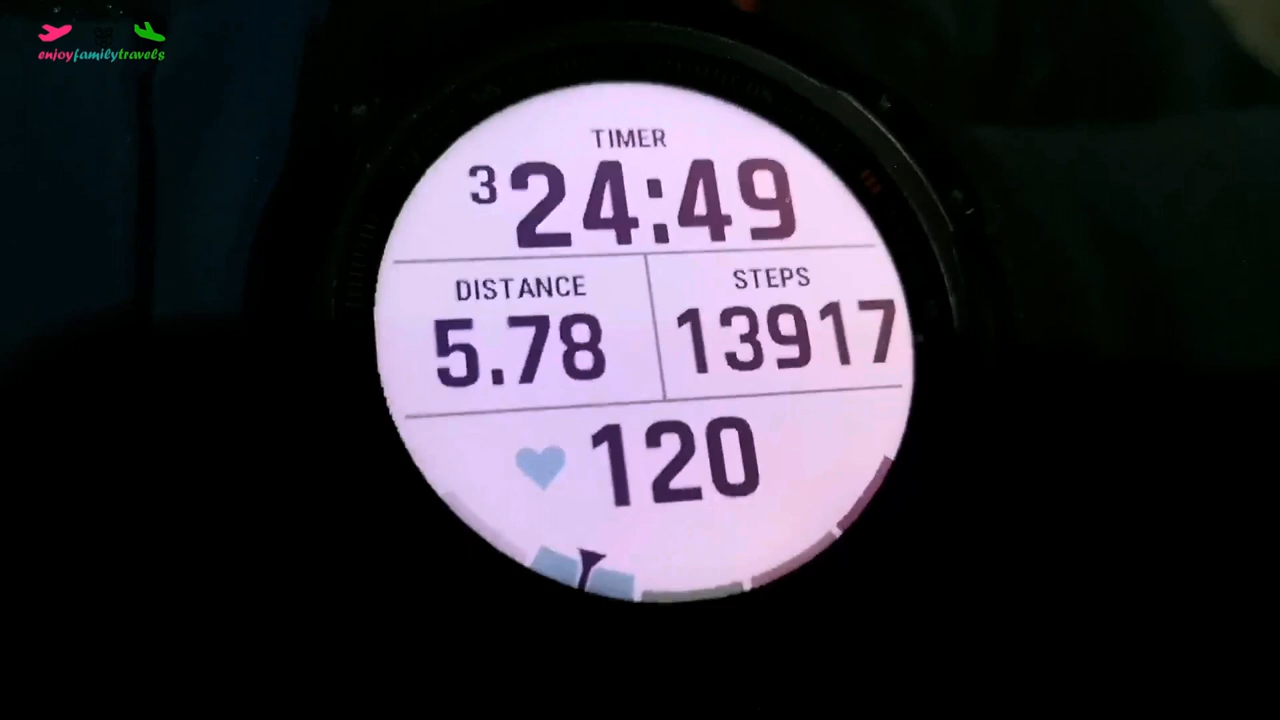 enjoyfamilytravels
TIMER
3 24:49
DISTANCE
STEPS
5.78
13917
120